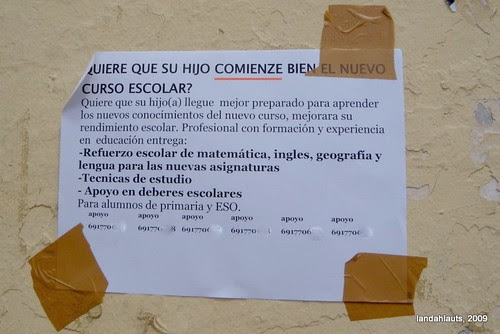 QUIERE QUE SU HIJO COMIENZE BIEN EL NUEVO
CURSO ESCOLAR?
Quiere que su hijo(a) llegue mejor preparado para aprender
los nuevos conocimientos del nuevo curso, mejorara su
rendimiento escolar. Profesional con formación y experiencia
en educación entrega:
-Refuerzo escolar de matemática, ingles, geografía y
lengua para las nuevas asignaturas
-Tecnicas de estudio
- Apoyo en deberes escolares
Para alumnos de primaria y ESO.
apoyo apoyo apoyo apoyo apoyo apoyo
landahlauts, 2009